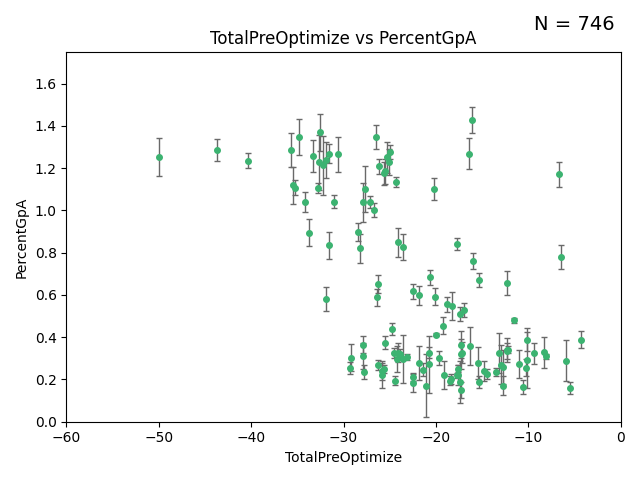 N = 746
TotalPreOptimize vs PercentGpA
PercentGpA
1.6
1.4
1.2
1.0
0.8
0.6
0.4
0.2
0.0
−60 −50 −40 −30 −20 −10 0
TotalPreOptimize